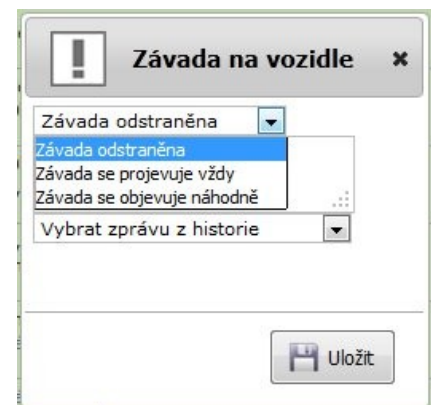 Závada na vozidle
Závada odstraněna
Závada odstraněna
Závada se projevuje vždy
Závada se objevuje náhodně
Vybrat zprávu z historie
Uložit